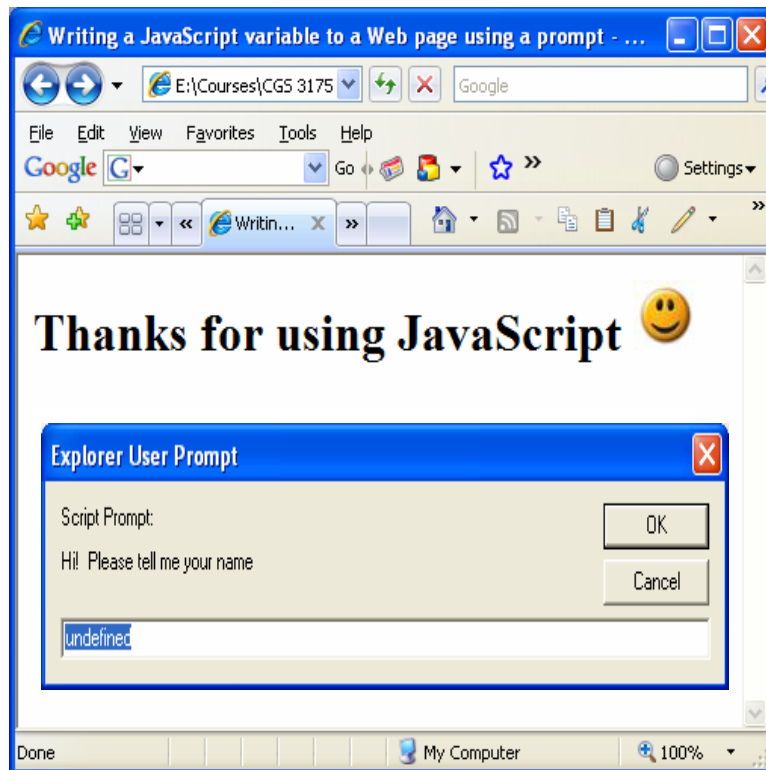 Writing a JavaScript variable to a Web page using a prompt - ...
E:\Courses\CGS 3175
Google
File Edit View Favorites Tools Help
Google G Go Settings
Writin...
Thanks for using JavaScript
Explorer User Prompt
Script Prompt:
OK
Hi! Please tell me your name
Cancel
undefined
Done My Computer 100%